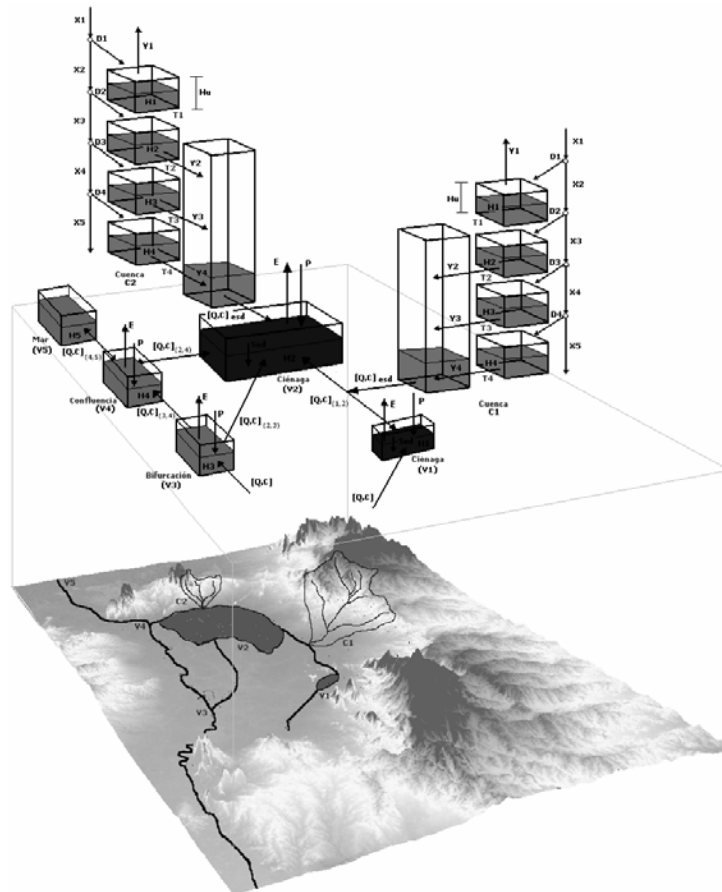 X1
D1
Y1
X2
H1
Hu
D2
T1
X3
H2
D3
T2
Y2
X4
H3
D4
T3
Y3
X5
H4
T4
Y4
Cuenca
C2
X1
Y1
D1
X2
Hu
H1
T1
D2
X3
H2
Y2
T2
D3
X4
H3
Y3
T3
D4
X5
H4
Y4
T4
Cuenca
C1
E
P
[Q,C] esd
H5
Mar
(V5)
[Q,C](4,5)
E
P
[Q,C](2,4)
Sed
H2
Ciénaga
(V2)
[Q,C] esd
H4
Confluencia
(V4)
[Q,C](3,4)
E
P
[Q,C](2,3)
[Q,C](1,2)
E
P
Sed
H3
Ciénaga
(V1)
Bifurcación
(V3)
[Q,C]
[Q,C]
V5
C2
V4
V2
C1
V1
V3